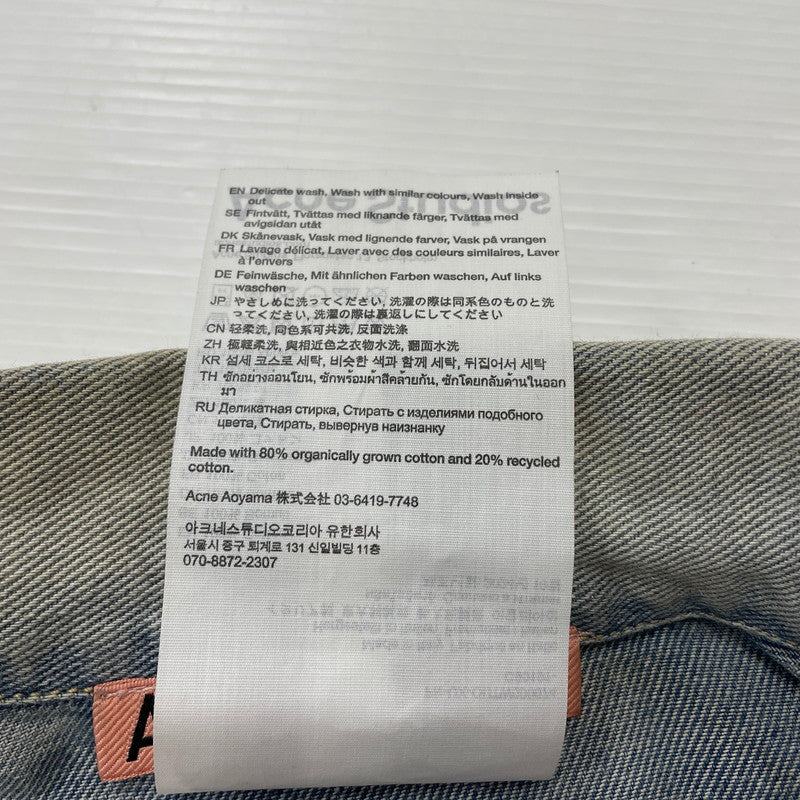 EN Delicate wash, Wash with similar colours, Wash inside
out
SE Fintvätt, Tvättas med liknande färger, Tvättas med
avigsidan utåt
DK Skånevask, Vask med lignende farver, Vask på vrangen
FR Lavage délicat, Laver avec des couleurs similaires, Laver
à l'envers
DE Feinwäsche, Mit ähnlichen Farben waschen, Auf links
waschen
JP やさしめに洗ってください, 洗濯の際は同系色のものと洗
ってください, 洗濯の際は裏返しにしてください
CN 轻柔洗, 同色系可共洗, 反面洗涤
ZH 極輕柔洗, 與相近色之衣物水洗, 翻面水洗
KR 섬세 코스로 세탁, 비슷한 색과 함께 세탁, 뒤집어서 세탁
TH ซักอย่างอ่อนโยน, ซักพร้อมผ้าสีคล้ายกัน, ซักโดยกลับด้านในออก
มา
RU Деликатная стирка, Стирать с изделиями подобного
цвета, Стирать, вывернув наизнанку
Made with 80% organically grown cotton and 20% recycled
cotton.
Acne Aoyama 株式会社 03-6419-7748
아크네스튜디오코리아 유한회사
서울시 중구 퇴계로 131 신일빌딩 11층
070-8872-2307
A